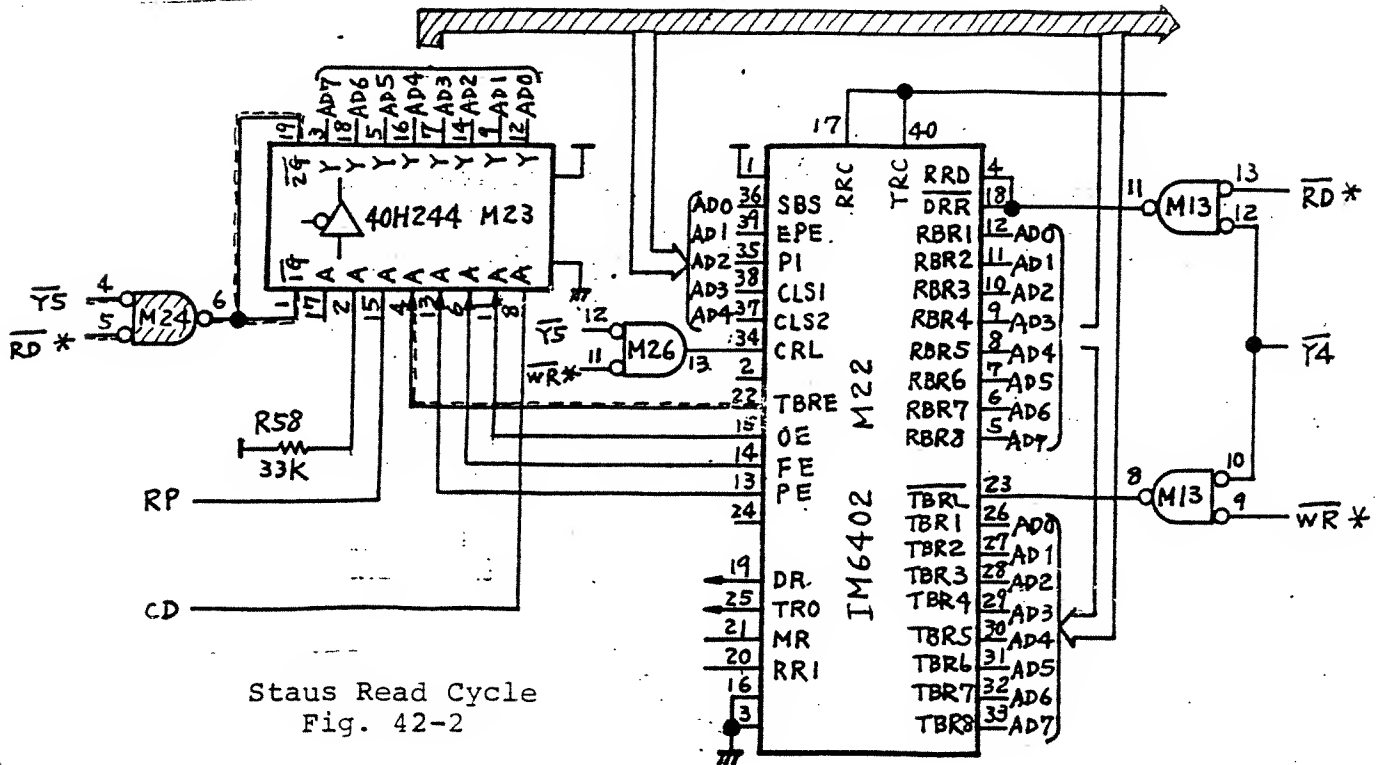 AD7 AD6 AD5 AD4 AD3 AD2 AD1 AD0
19 3 18 5 16 7 14 9 12
2G Y Y Y Y Y Y Y Y
40H244 M23
1G A A A A A A A A
1 17 2 15 4 13 6 1 8
Y5 4
M24 6
RD * 5
R58
33K
RP
CD
Y5 12
M26 13
WR* 11
17 40
RRC TRC
IM6402 M22
1
AD0 36 SBS
AD1 39 EPE
AD2 35 PI
AD3 38 CLS1
AD4 37 CLS2
34 CRL
2
22 TBRE
15 OE
14 FE
13 PE
24
19 DR
25 TRO
21 MR
20 RRI
16
3
RRD 4
DRR 18
RBR1 12 AD0
RBR2 11 AD1
RBR3 10 AD2
RBR4 9 AD3
RBR5 8 AD4
RBR6 7 AD5
RBR7 6 AD6
RBR8 5 AD7
TBRL 23
TBR1 26 AD0
TBR2 27 AD1
TBR3 28 AD2
TBR4 29 AD3
TBR5 30 AD4
TBR6 31 AD5
TBR7 32 AD6
TBR8 33 AD7
11 M13 13 RD *
12
Y4
8 M13 10
9 WR *
Staus Read Cycle
Fig. 42-2